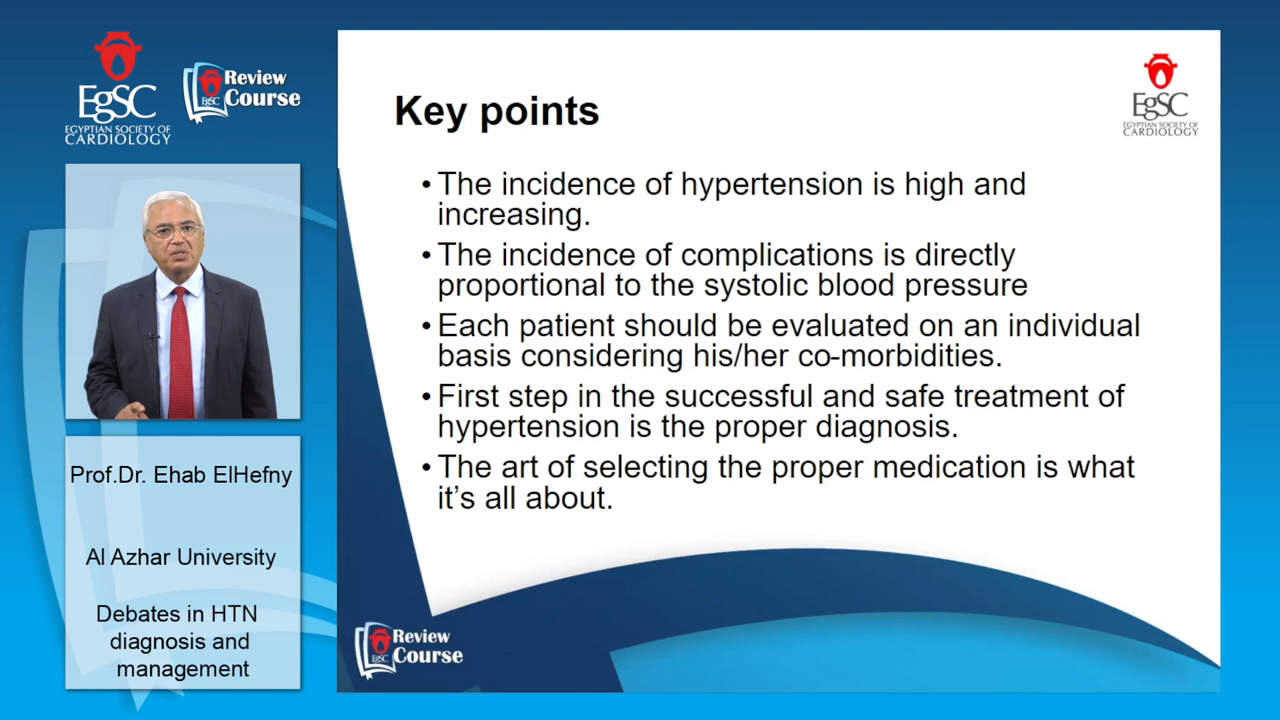 EgSC
EGYPTIAN SOCIETY OF
CARDIOLOGY
Review
EgSC Course
Prof.Dr. Ehab ElHefny
Al Azhar University
Debates in HTN
diagnosis and
management
EgSC
EGYPTIAN SOCIETY OF
CARDIOLOGY
Key points
• The incidence of hypertension is high and
increasing.
• The incidence of complications is directly
proportional to the systolic blood pressure
• Each patient should be evaluated on an individual
basis considering his/her co-morbidities.
• First step in the successful and safe treatment of
hypertension is the proper diagnosis.
• The art of selecting the proper medication is what
it’s all about.
Review
EgSC Course